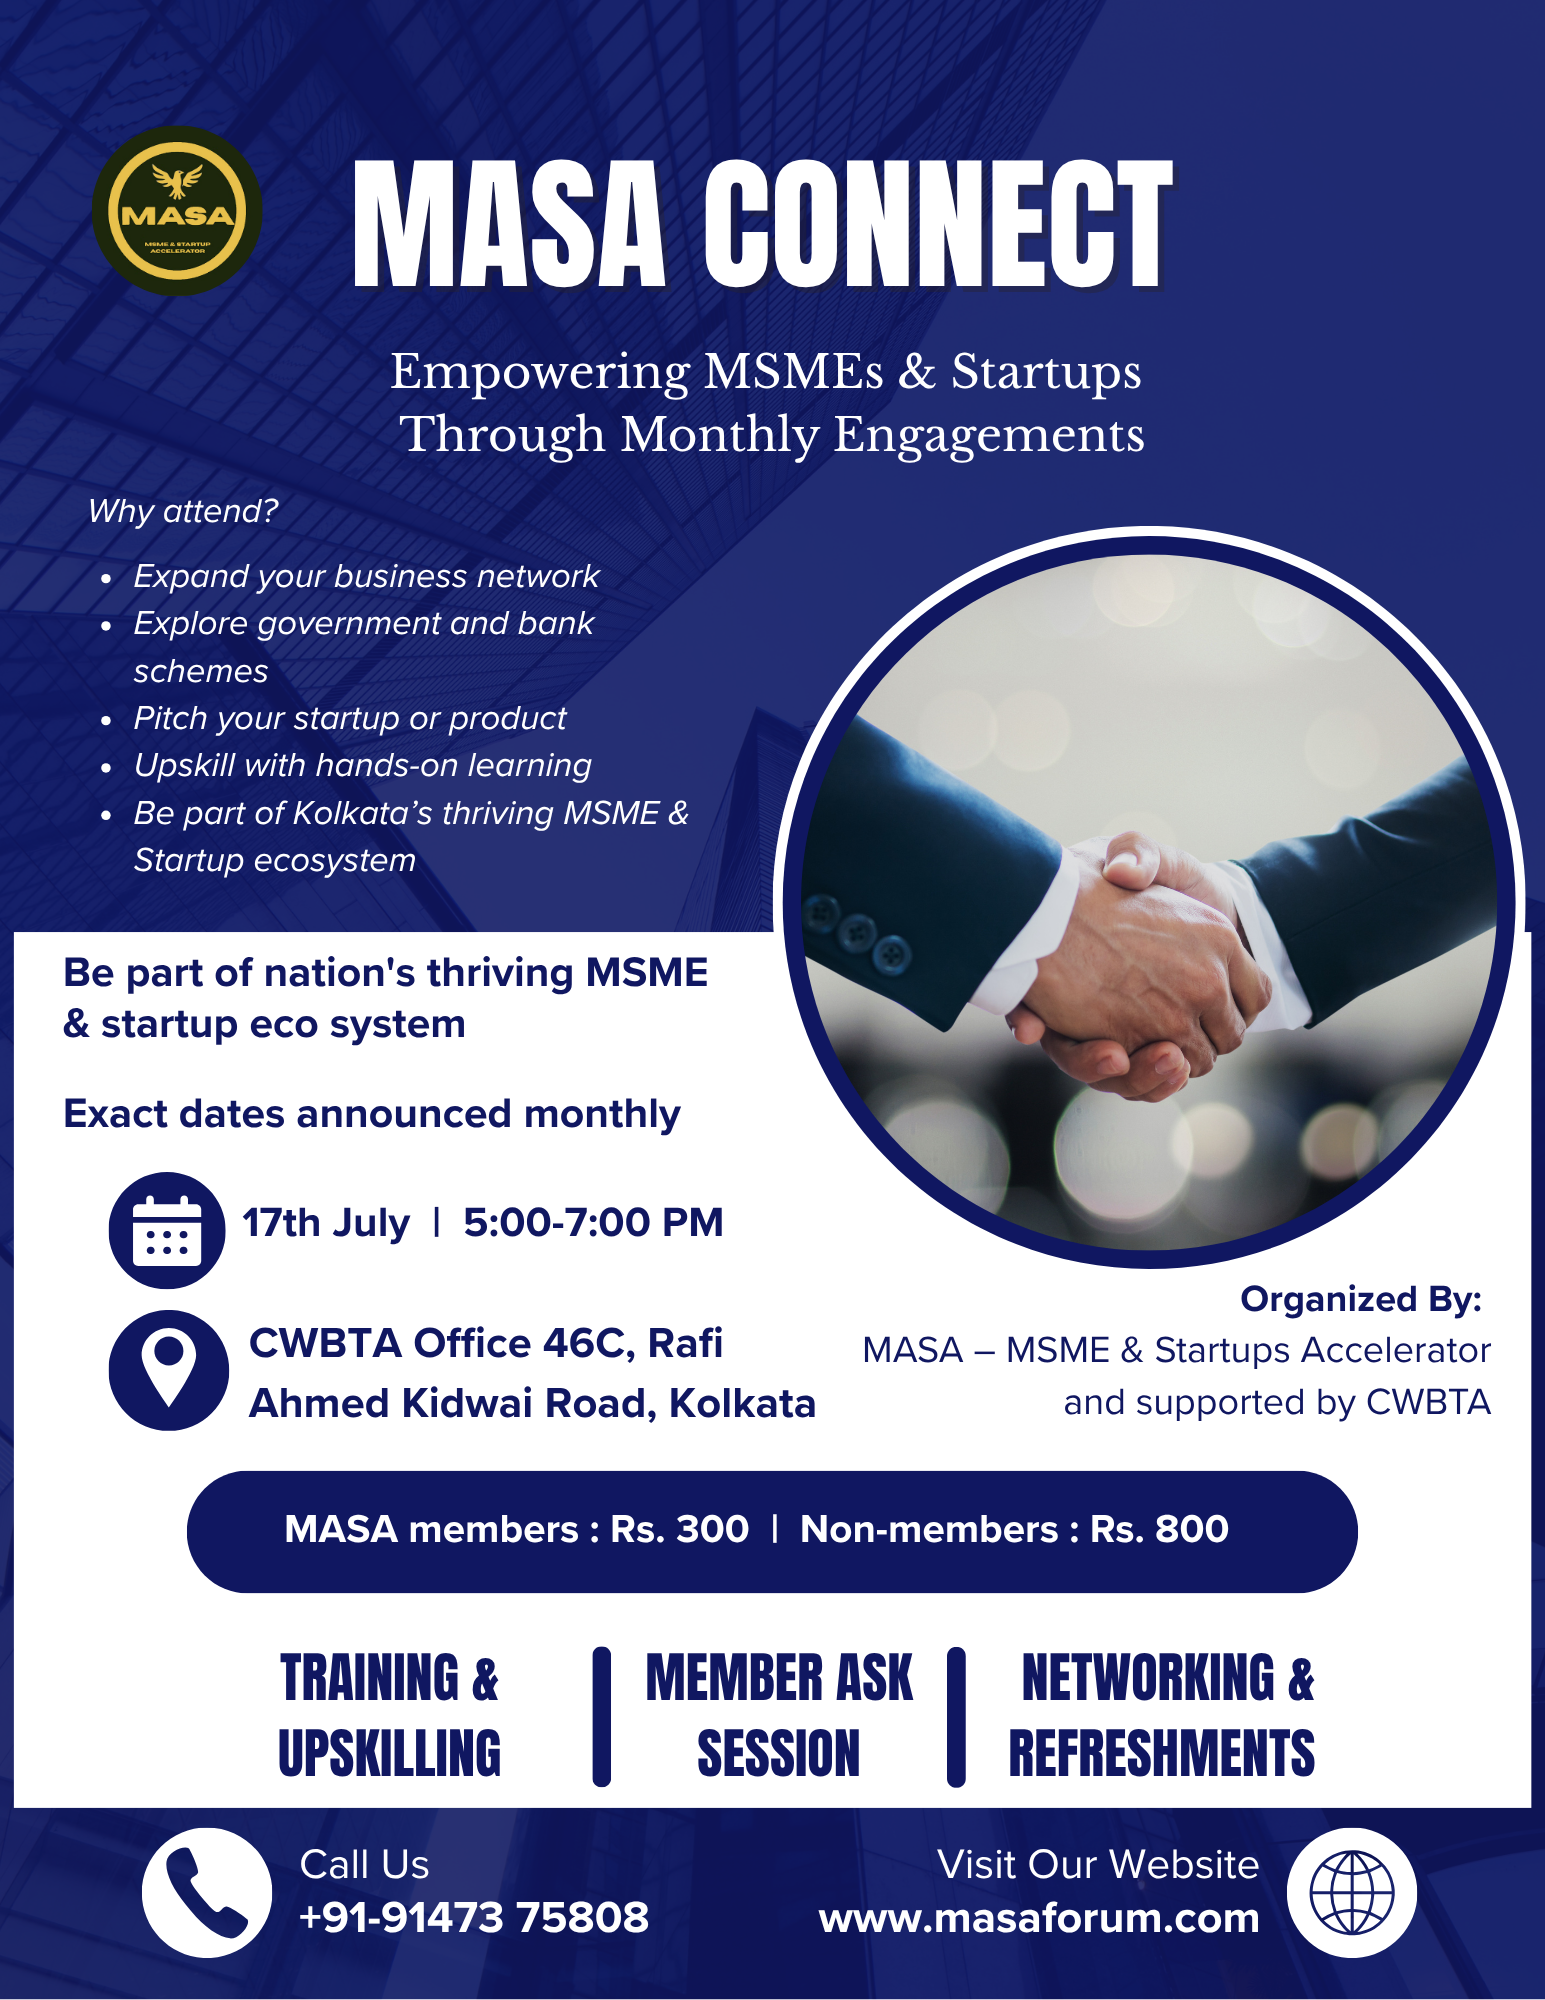 MASA
MSME & STARTUP
ACCELERATOR
MASA CONNECT
Empowering MSMEs & Startups
Through Monthly Engagements
Why attend?
• Expand your business network
• Explore government and bank
schemes
• Pitch your startup or product
• Upskill with hands-on learning
• Be part of Kolkata’s thriving MSME &
Startup ecosystem
Be part of nation's thriving MSME
& startup eco system
Exact dates announced monthly
17th July | 5:00-7:00 PM
CWBTA Office 46C, Rafi
Ahmed Kidwai Road, Kolkata
Organized By:
MASA – MSME & Startups Accelerator
and supported by CWBTA
MASA members : Rs. 300 | Non-members : Rs. 800
TRAINING &
UPSKILLING
MEMBER ASK
SESSION
NETWORKING &
REFRESHMENTS
Call Us
+91-91473 75808
Visit Our Website
www.masaforum.com